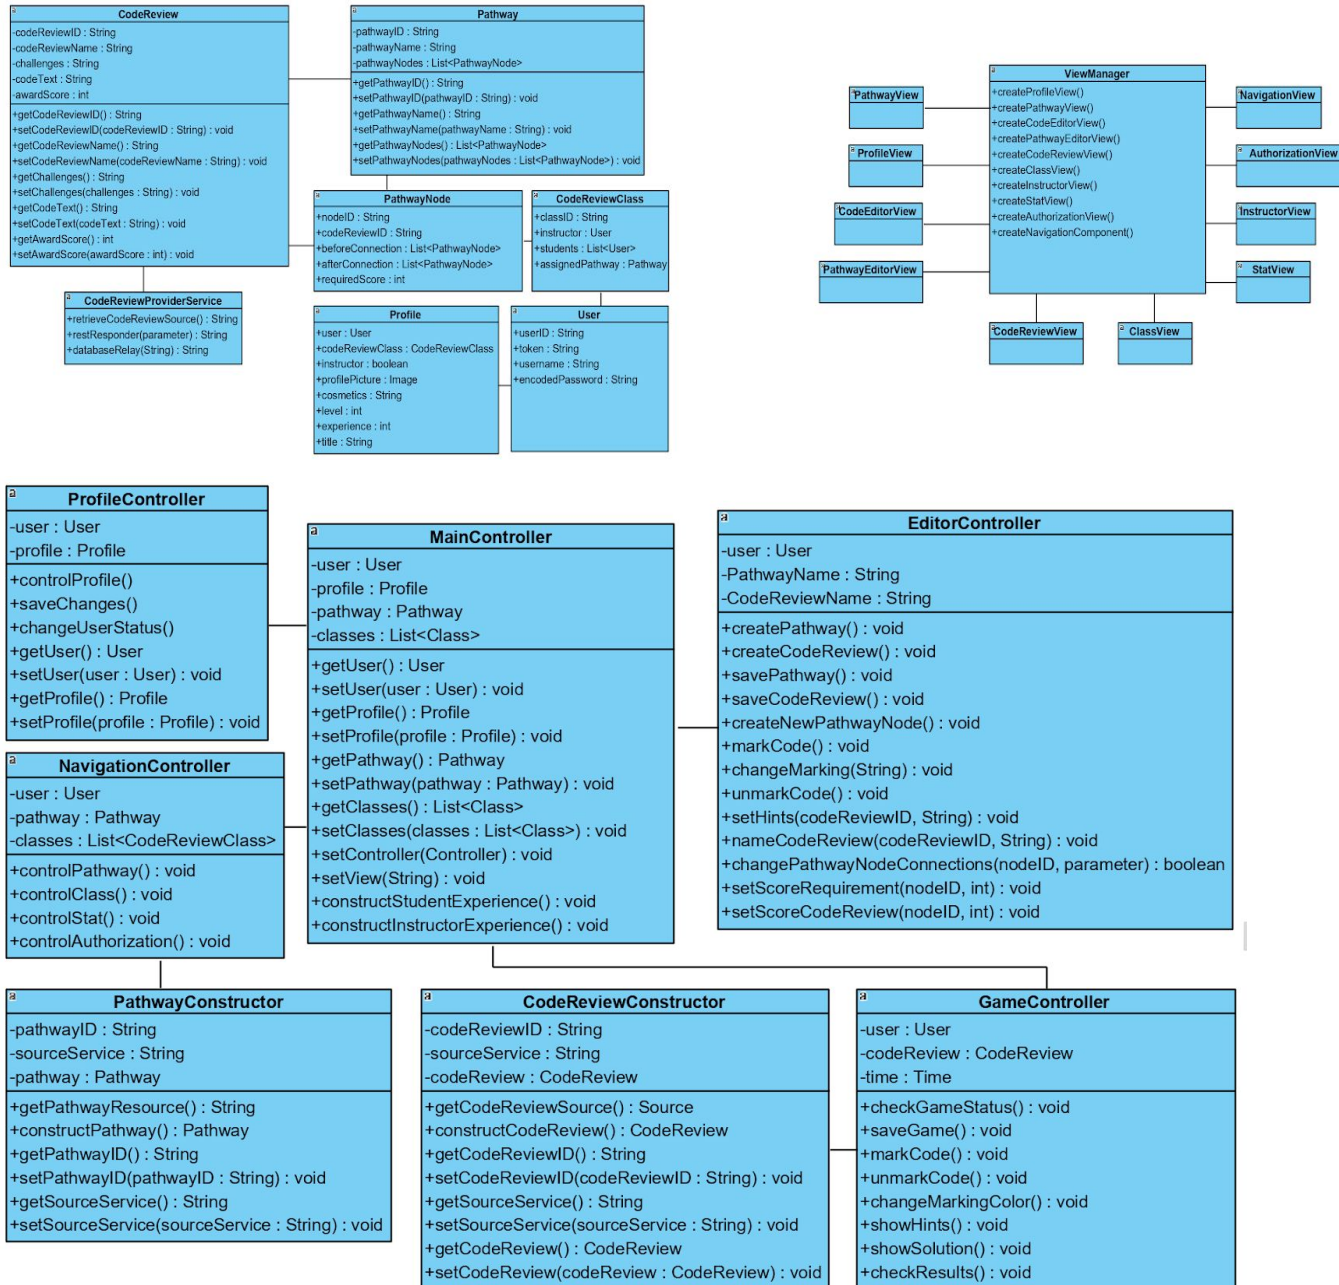 CodeReview
-codeReviewID : String
-codeReviewName : String
-challenges : String
-codeText : String
-awardScore : int
+getCodeReviewID() : String
+setCodeReviewID(codeReviewID : String) : void
+getCodeReviewName() : String
+setCodeReviewName(codeReviewName : String) : void
+getChallenges() : String
+setChallenges(challenges : String) : void
+getCodeText() : String
+setCodeText(codeText : String) : void
+getAwardScore() : int
+setAwardScore(awardScore : int) : void
Pathway
-pathwayID : String
-pathwayName : String
-pathwayNodes : List<PathwayNode>
+getPathwayID() : String
+setPathwayID(pathwayID : String) : void
+getPathwayName() : String
+setPathwayName(pathwayName : String) : void
+getPathwayNodes() : List<PathwayNode>
+setPathwayNodes(pathwayNodes : List<PathwayNode>) : void
PathwayNode
+nodeID : String
+codeReviewID : String
+beforeConnection : List<PathwayNode>
+afterConnection : List<PathwayNode>
+requiredScore : int
CodeReviewClass
+classID : String
+instructor : User
+students : List<User>
+assignedPathway : Pathway
CodeReviewProviderService
+retrieveCodeReviewSource() : String
+restResponder(parameter) : String
+databaseRelay(String) : String
Profile
+user : User
+codeReviewClass : CodeReviewClass
+instructor : boolean
+profilePicture : Image
+cosmetics : String
+level : int
+experience : int
+title : String
User
+userID : String
+token : String
+username : String
+encodedPassword : String
ViewManager
+createProfileView()
+createPathwayView()
+createCodeEditorView()
+createPathwayEditorView()
+createCodeReviewView()
+createClassView()
+createInstructorView()
+createStatView()
+createAuthorizationView()
+createNavigationComponent()
PathwayView
ProfileView
CodeEditorView
PathwayEditorView
NavigationView
AuthorizationView
InstructorView
StatView
CodeReviewView
ClassView
ProfileController
-user : User
-profile : Profile
+controlProfile()
+saveChanges()
+changeUserStatus()
+getUser() : User
+setUser(user : User) : void
+getProfile() : Profile
+setProfile(profile : Profile) : void
MainController
-user : User
-profile : Profile
-pathway : Pathway
-classes : List<Class>
+getUser() : User
+setUser(user : User) : void
+getProfile() : Profile
+setProfile(profile : Profile) : void
+getPathway() : Pathway
+setPathway(pathway : Pathway) : void
+getClasses() : List<Class>
+setClasses(classes : List<Class>) : void
+setController(Controller) : void
+setView(String) : void
+constructStudentExperience() : void
+constructInstructorExperience() : void
EditorController
-user : User
-PathwayName : String
-CodeReviewName : String
+createPathway() : void
+createCodeReview() : void
+savePathway() : void
+saveCodeReview() : void
+createNewPathwayNode() : void
+markCode() : void
+changeMarking(String) : void
+unmarkCode() : void
+setHints(codeReviewID, String) : void
+nameCodeReview(codeReviewID, String) : void
+changePathwayNodeConnections(nodeID, parameter) : boolean
+setScoreRequirement(nodeID, int) : void
+setScoreCodeReview(nodeID, int) : void
NavigationController
-user : User
-pathway : Pathway
-classes : List<CodeReviewClass>
+controlPathway() : void
+controlClass() : void
+controlStat() : void
+controlAuthorization() : void
PathwayConstructor
-pathwayID : String
-sourceService : String
-pathway : Pathway
+getPathwayResource() : String
+constructPathway() : Pathway
+getPathwayID() : String
+setPathwayID(pathwayID : String) : void
+getSourceService() : String
+setSourceService(sourceService : String) : void
CodeReviewConstructor
-codeReviewID : String
-sourceService : String
-codeReview : CodeReview
+getCodeReviewSource() : Source
+constructCodeReview() : CodeReview
+getCodeReviewID() : String
+setCodeReviewID(codeReviewID : String) : void
+getSourceService() : String
+setSourceService(sourceService : String) : void
+getCodeReview() : CodeReview
+setCodeReview(codeReview : CodeReview) : void
GameController
-user : User
-codeReview : CodeReview
-time : Time
+checkGameStatus() : void
+saveGame() : void
+markCode() : void
+unmarkCode() : void
+changeMarkingColor() : void
+showHints() : void
+showSolution() : void
+checkResults() : void